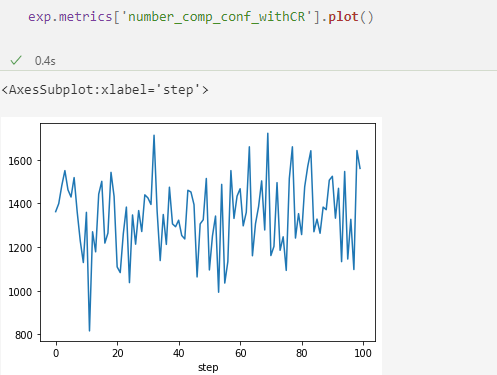 exp.metrics['number_comp_conf_withCR'].plot()
✓ 0.4s
<AxesSubplot:xlabel='step'>
1600
1400
1200
1000
800
0 20 40 60 80 100
step